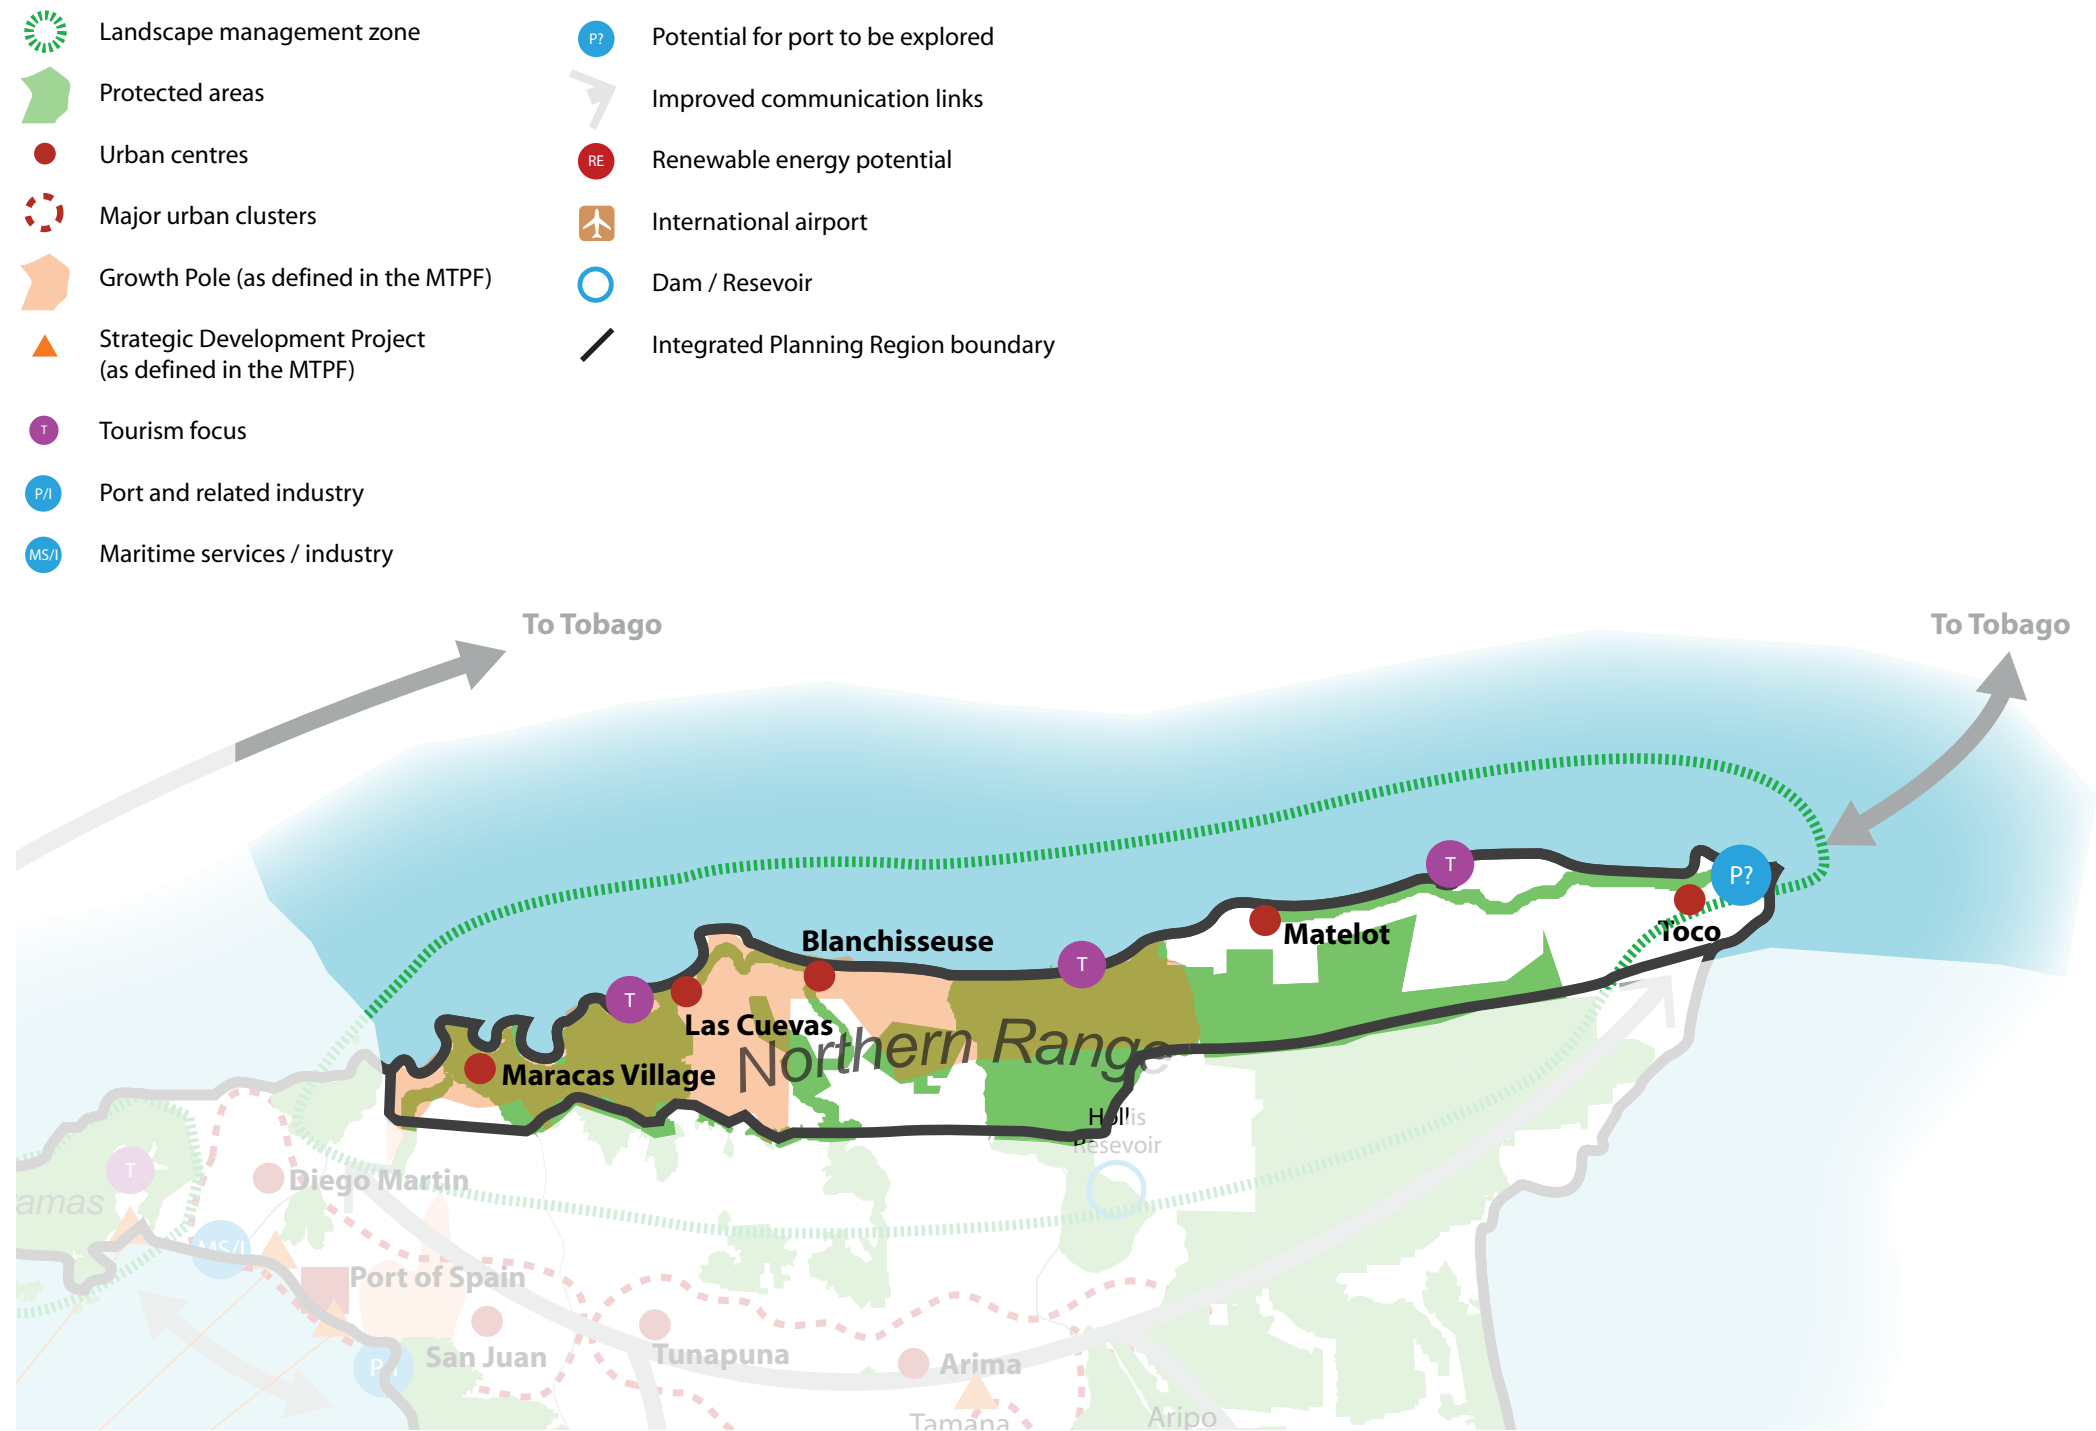 Landscape management zone
Protected areas
Urban centres
Major urban clusters
Growth Pole (as defined in the MTPF)
Strategic Development Project
(as defined in the MTPF)
T
Tourism focus
P/I
Port and related industry
MS/I
Maritime services / industry
P?
Potential for port to be explored
Improved communication links
RE
Renewable energy potential
International airport
Dam / Resevoir
Integrated Planning Region boundary
To Tobago
To Tobago
T
P?
Toco
Matelot
Blanchisseuse
T
T
Las Cuevas
Northern Range
Maracas Village
Hollis
Resevoir
T
Diego Martin
amas
MS/I
Port of Spain
San Juan
Tunapuna
Arima
Tamana
Aripo